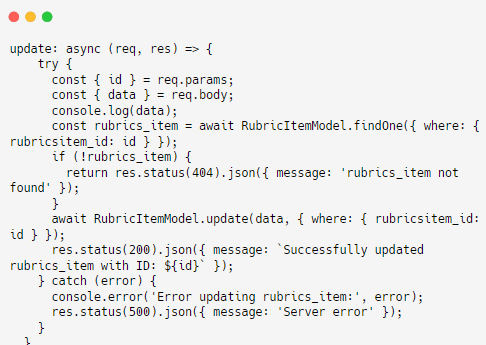 update: async (req, res) => {
    try {
      const { id } = req.params;
      const { data } = req.body;
      console.log(data);
      const rubrics_item = await RubricItemModel.findOne({ where: {
rubricsitem_id: id } });
      if (!rubrics_item) {
        return res.status(404).json({ message: 'rubrics_item not
found' });
      }
      await RubricItemModel.update(data, { where: { rubricsitem_id:
id } });
      res.status(200).json({ message: `Successfully updated
rubrics_item with ID: ${id}` });
    } catch (error) {
      console.error('Error updating rubrics_item:', error);
      res.status(500).json({ message: 'Server error' });
    }
  }